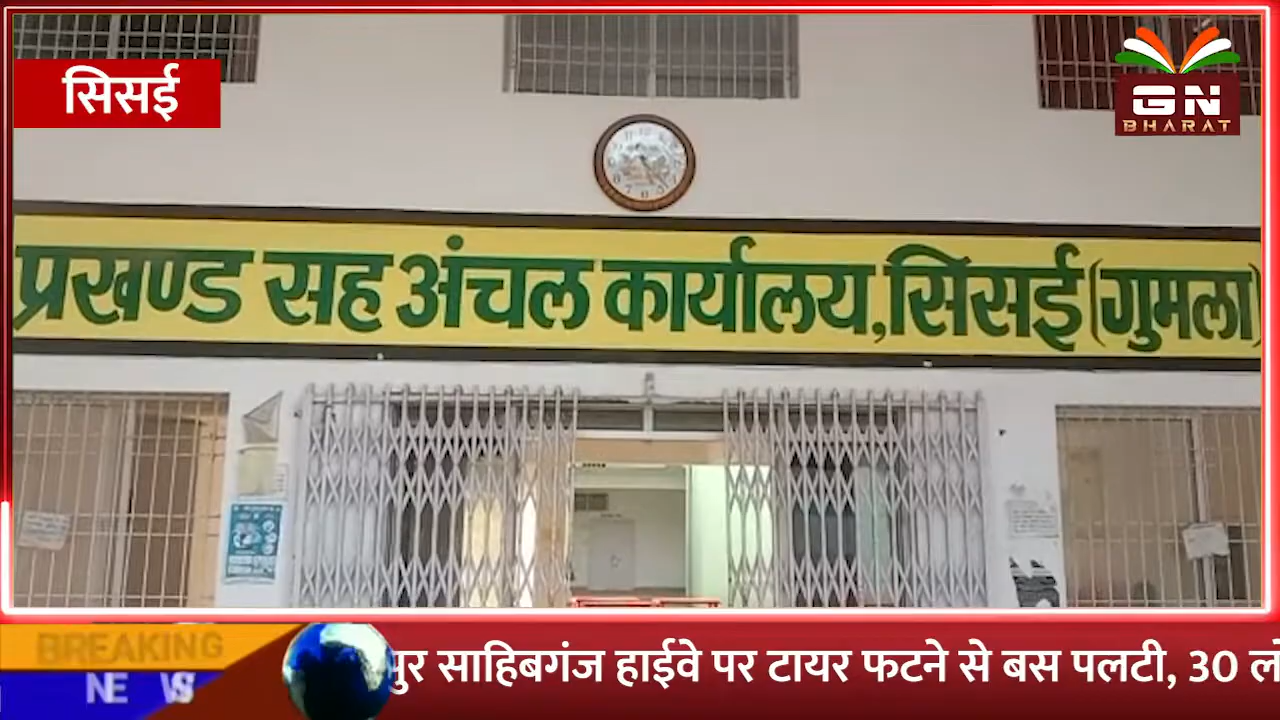 सिसई
GN
BHARAT
प्रखण्ड सह अंचल कार्यालय, सिसई (गुमला)
BREAKING
NEWS
साहिबगंज हाईवे पर टायर फटने से बस पलटी, 30